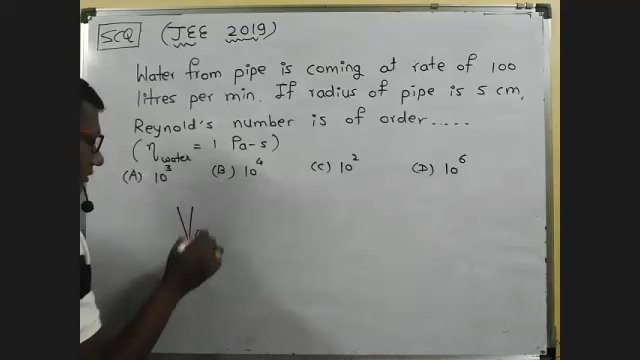 SCQ (JEE 2019)
Water from pipe is coming at rate of 100
litres per min. If radius of pipe is 5 cm,
Reynold's number is of order.....
(η water = 1 Pa-s)
(A) 10³ (B) 10⁴ (C) 10² (D) 10⁶
V